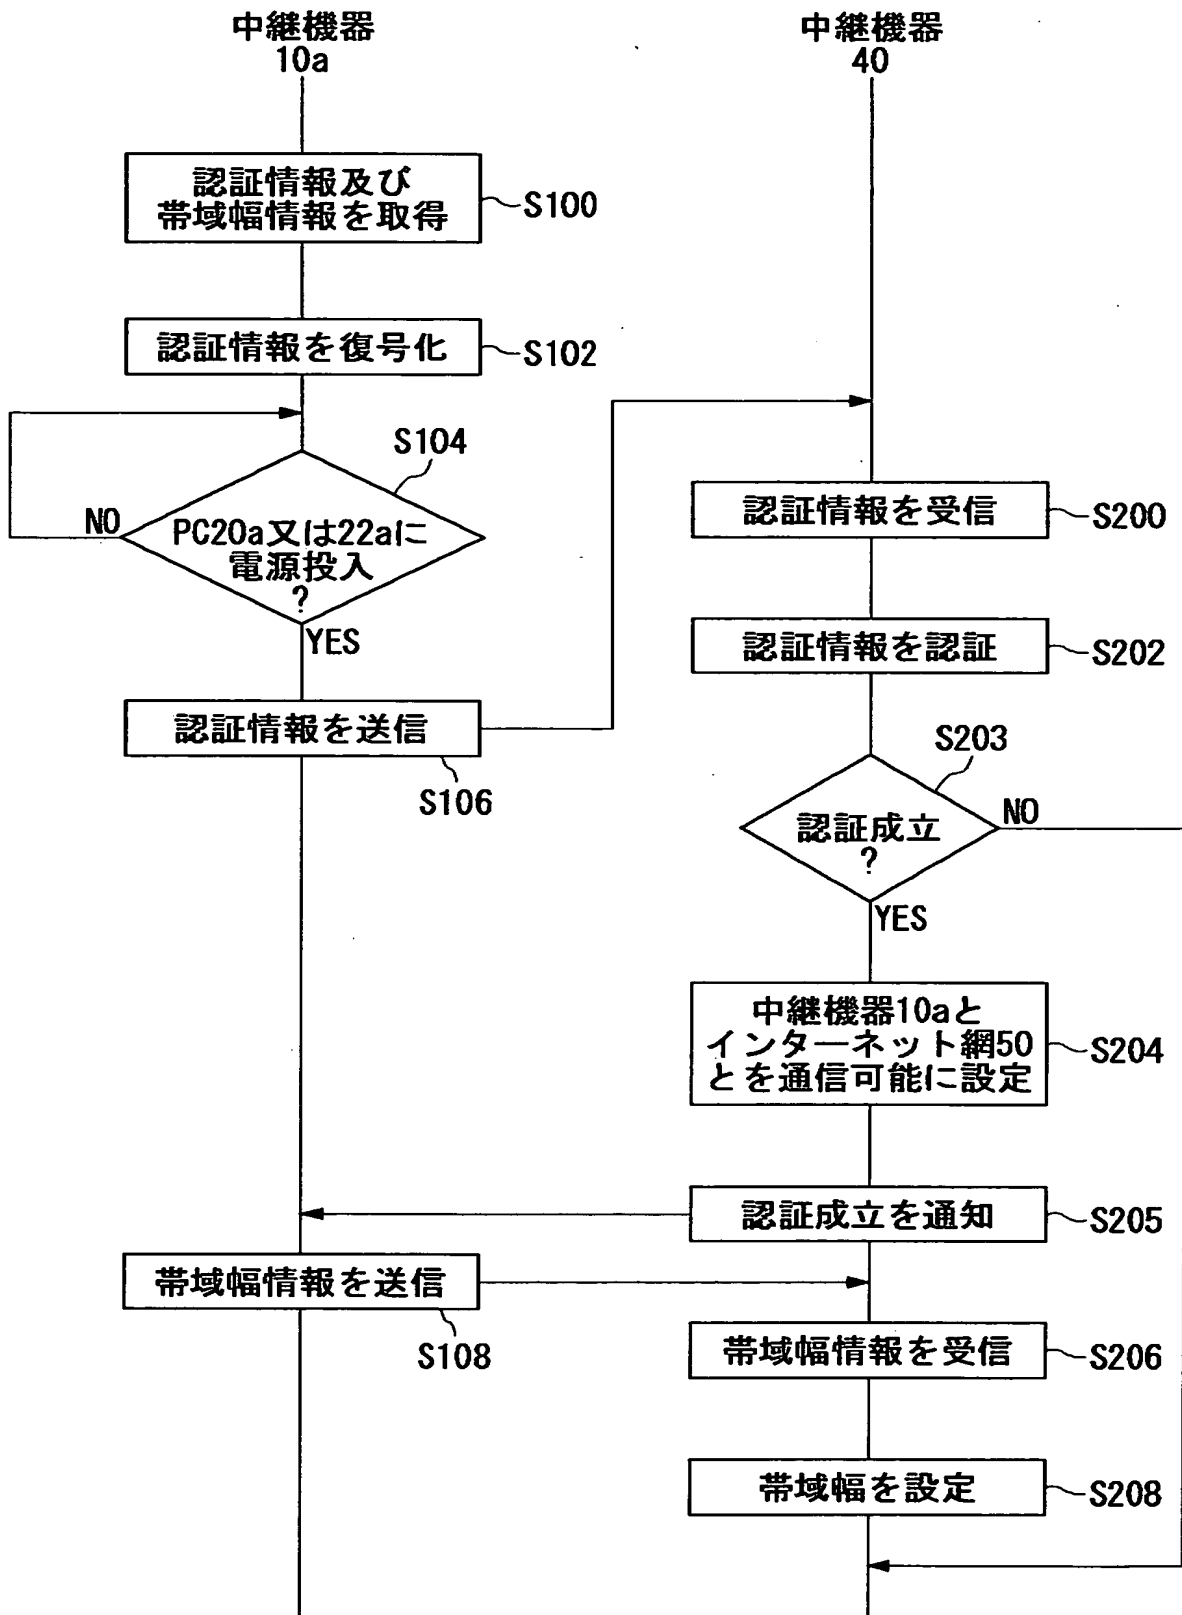 中継機器
10a
中継機器
40
認証情報及び
帯域幅情報を取得
S100
認証情報を復号化
S102
S104
NO
PC20a又は22aに
電源投入
?
YES
認証情報を送信
S106
認証情報を受信
S200
認証情報を認証
S202
S203
認証成立
?
NO
YES
中継機器10aと
インターネット網50
とを通信可能に設定
S204
認証成立を通知
S205
帯域幅情報を送信
S108
帯域幅情報を受信
S206
帯域幅を設定
S208